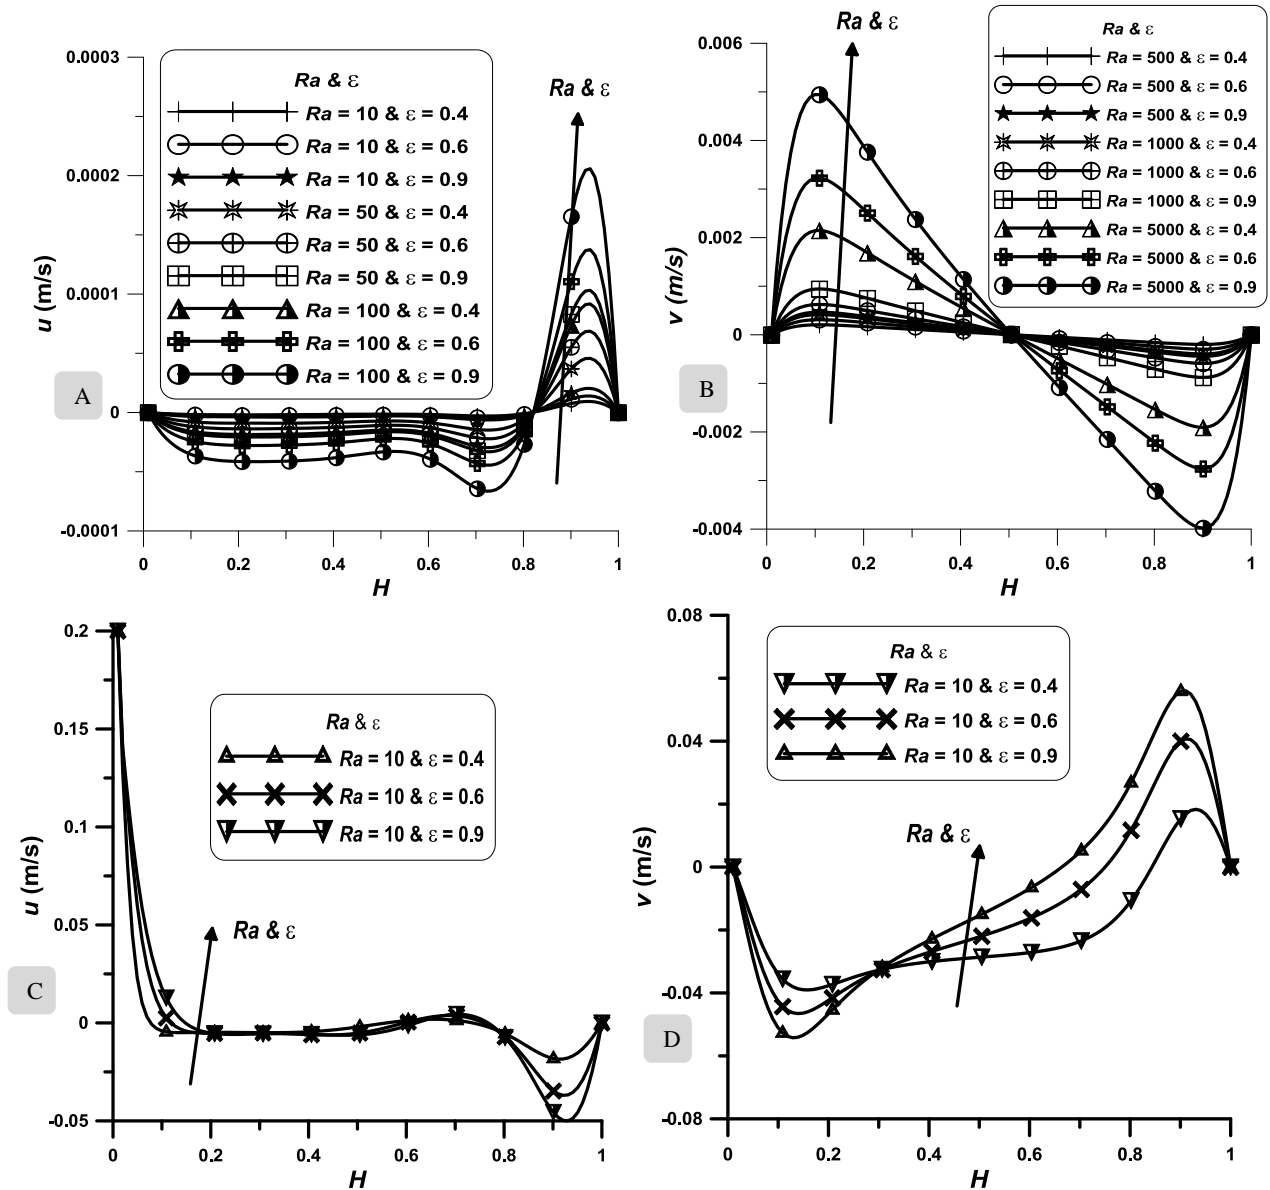 0.0003
0.0002
0.0001
0
-0.0001
u (m/s)
Ra & ε
Ra = 10 & ε = 0.4
Ra = 10 & ε = 0.6
Ra = 10 & ε = 0.9
Ra = 50 & ε = 0.4
Ra = 50 & ε = 0.6
Ra = 50 & ε = 0.9
Ra = 100 & ε = 0.4
Ra = 100 & ε = 0.6
Ra = 100 & ε = 0.9
Ra & ε
A
0 0.2 0.4 0.6 0.8 1
H
0.006
0.004
0.002
0
-0.002
-0.004
v (m/s)
Ra & ε
Ra & ε
Ra = 500 & ε = 0.4
Ra = 500 & ε = 0.6
Ra = 500 & ε = 0.9
Ra = 1000 & ε = 0.4
Ra = 1000 & ε = 0.6
Ra = 1000 & ε = 0.9
Ra = 5000 & ε = 0.4
Ra = 5000 & ε = 0.6
Ra = 5000 & ε = 0.9
B
0 0.2 0.4 0.6 0.8 1
H
0.2
0.15
0.1
0.05
0
-0.05
u (m/s)
Ra & ε
Ra = 10 & ε = 0.4
Ra = 10 & ε = 0.6
Ra = 10 & ε = 0.9
Ra & ε
C
0 0.2 0.4 0.6 0.8 1
H
0.08
0.04
0
-0.04
-0.08
v (m/s)
Ra & ε
Ra = 10 & ε = 0.4
Ra = 10 & ε = 0.6
Ra = 10 & ε = 0.9
Ra & ε
D
0 0.2 0.4 0.6 0.8 1
H